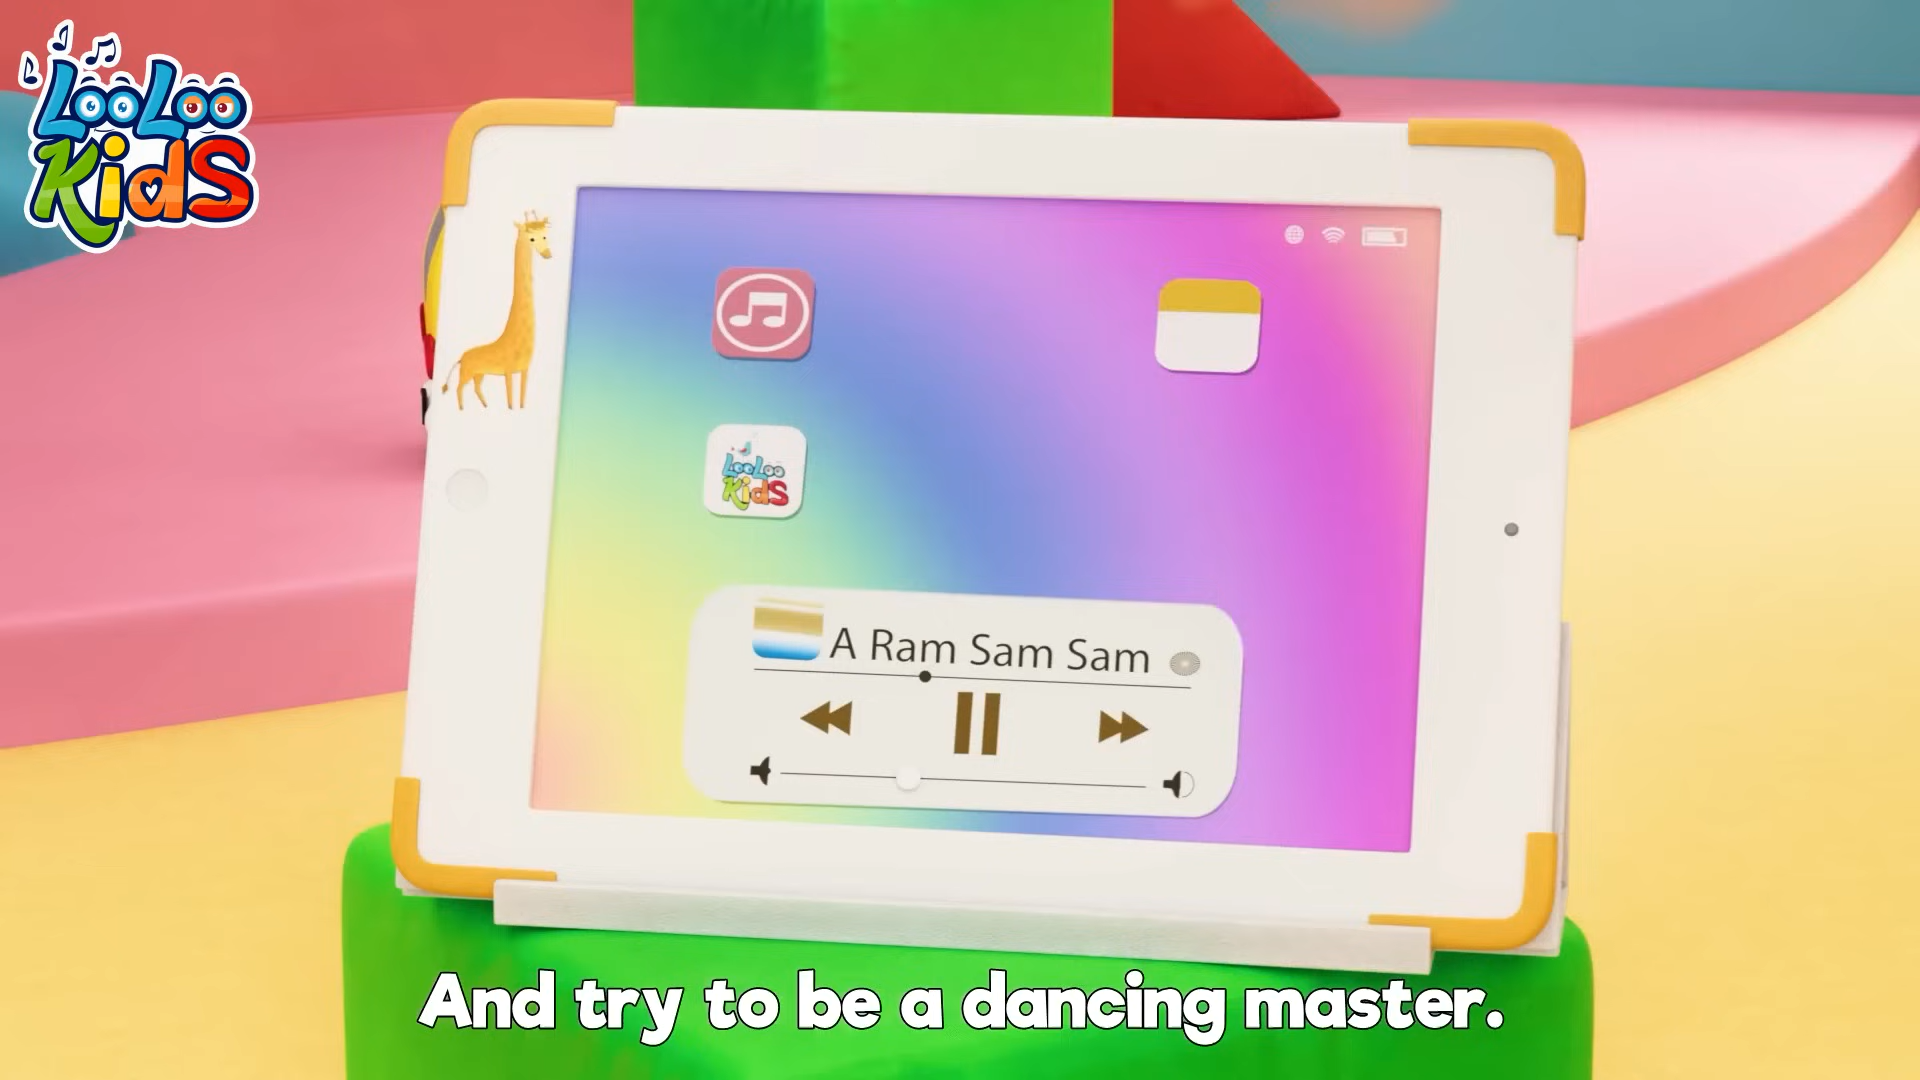 LooLoo
Kids
LooLoo
Kids
A Ram Sam Sam
And try to be a dancing master.